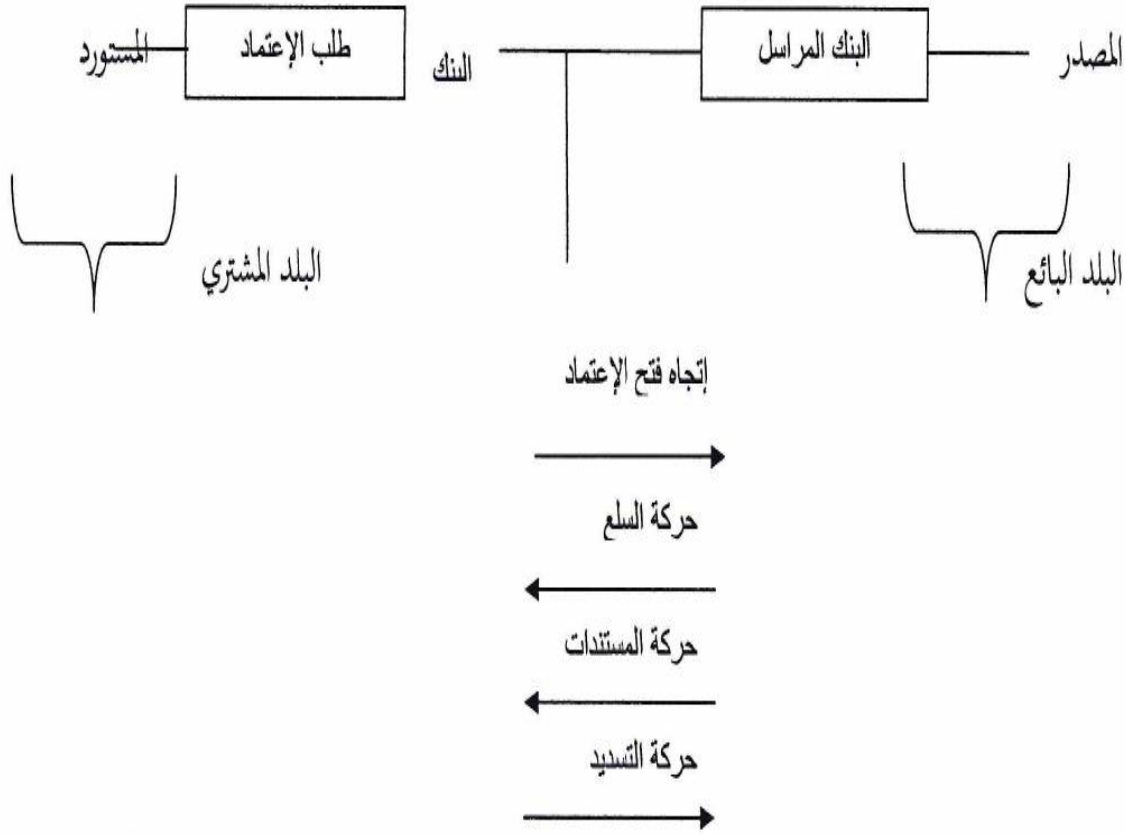 المصدر
البنك المراسل
البنك
طلب الإعتماد
المستورد
البلد البائع
البلد المشتري
إتجاه فتح الإعتماد
حركة السلع
حركة المستندات
حركة التسديد